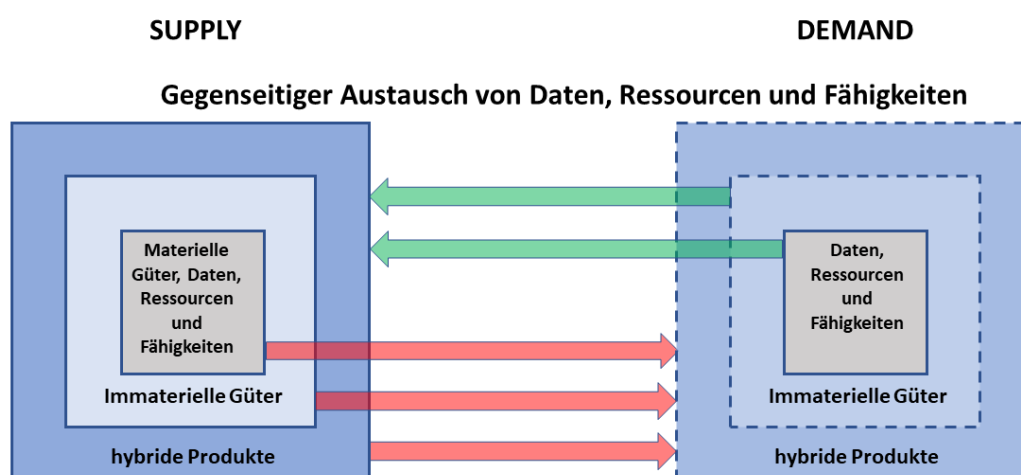 SUPPLY
DEMAND
Gegenseitiger Austausch von Daten, Ressourcen und Fähigkeiten
Materielle
Güter, Daten,
Ressourcen
und
Fähigkeiten
Immaterielle Güter
hybride Produkte
Daten,
Ressourcen
und
Fähigkeiten
Immaterielle Güter
hybride Produkte